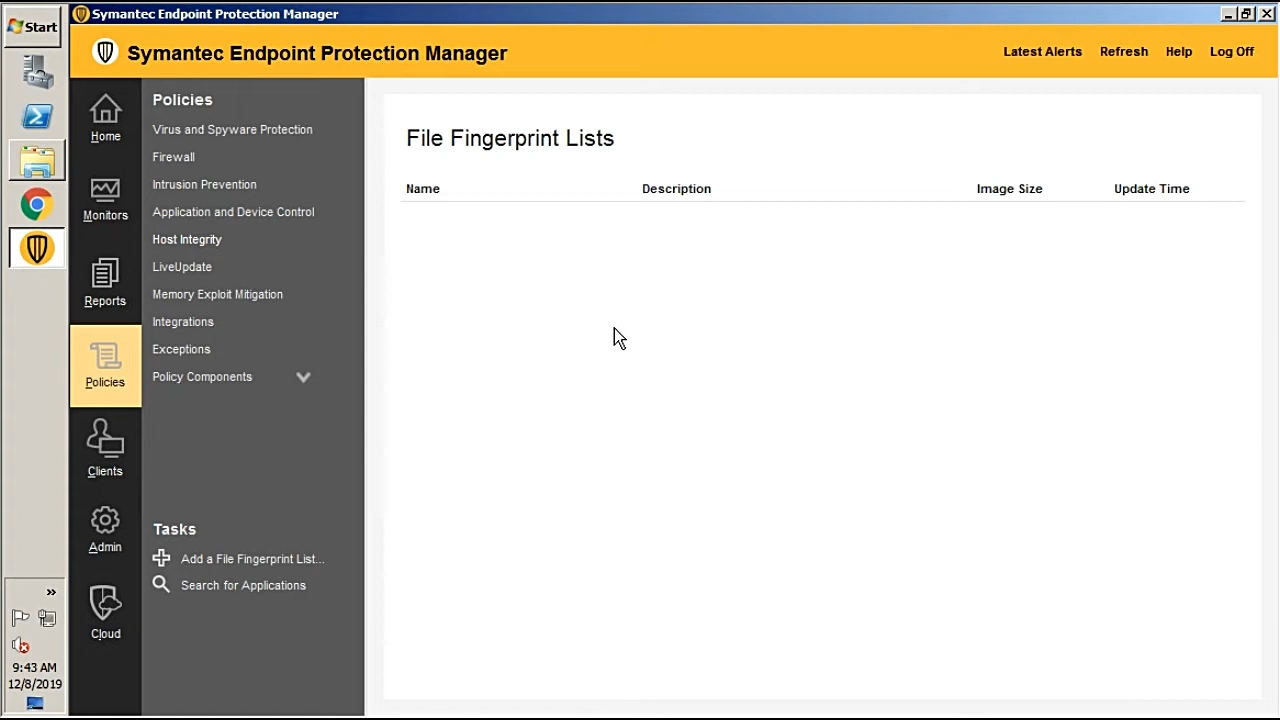 Start
Symantec Endpoint Protection Manager
Symantec Endpoint Protection Manager
Latest Alerts
Refresh
Help
Log Off
Home
Monitors
Reports
Policies
Clients
Admin
Cloud
Policies
Virus and Spyware Protection
Firewall
Intrusion Prevention
Application and Device Control
Host Integrity
LiveUpdate
Memory Exploit Mitigation
Integrations
Exceptions
Policy Components
Tasks
Add a File Fingerprint List...
Search for Applications
File Fingerprint Lists
Name Description Image Size Update Time
9:43 AM
12/8/2019